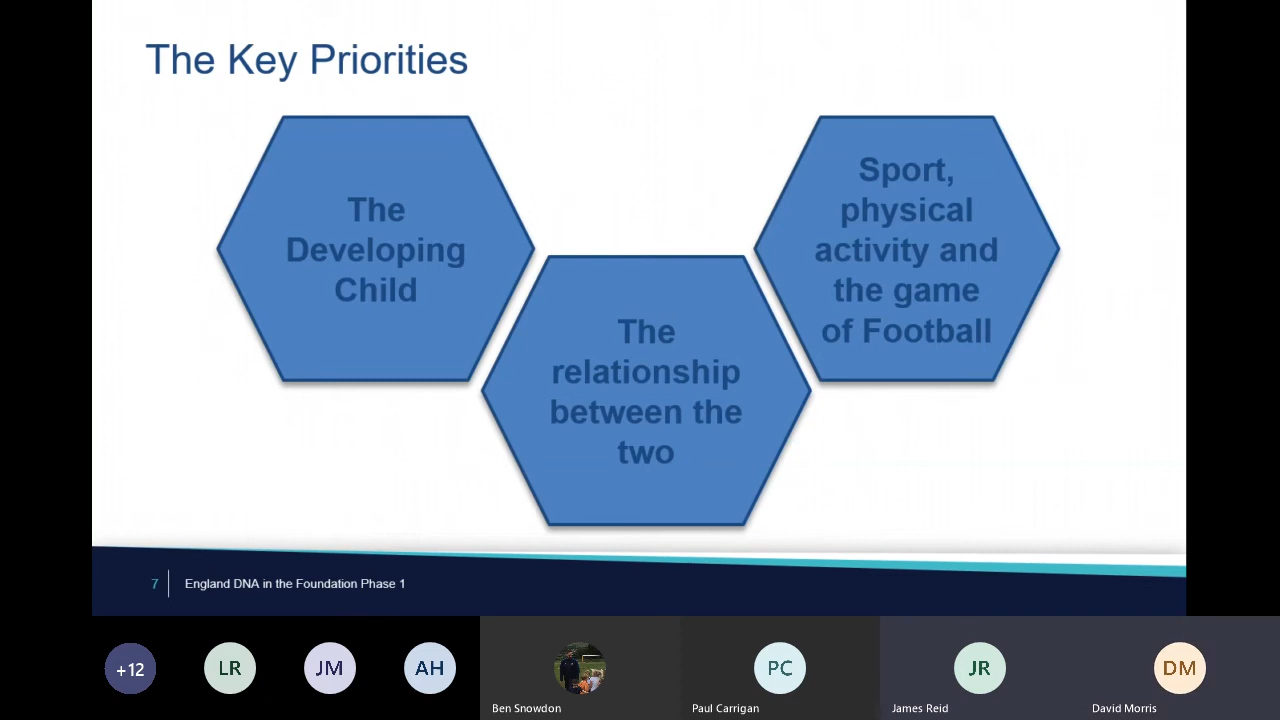 The Key Priorities
The
Developing
Child
The
relationship
between the
two
Sport,
physical
activity and
the game
of Football
7
England DNA in the Foundation Phase 1
+12
LR
JM
AH
Ben Snowdon
PC
Paul Carrigan
JR
James Reid
DM
David Morris